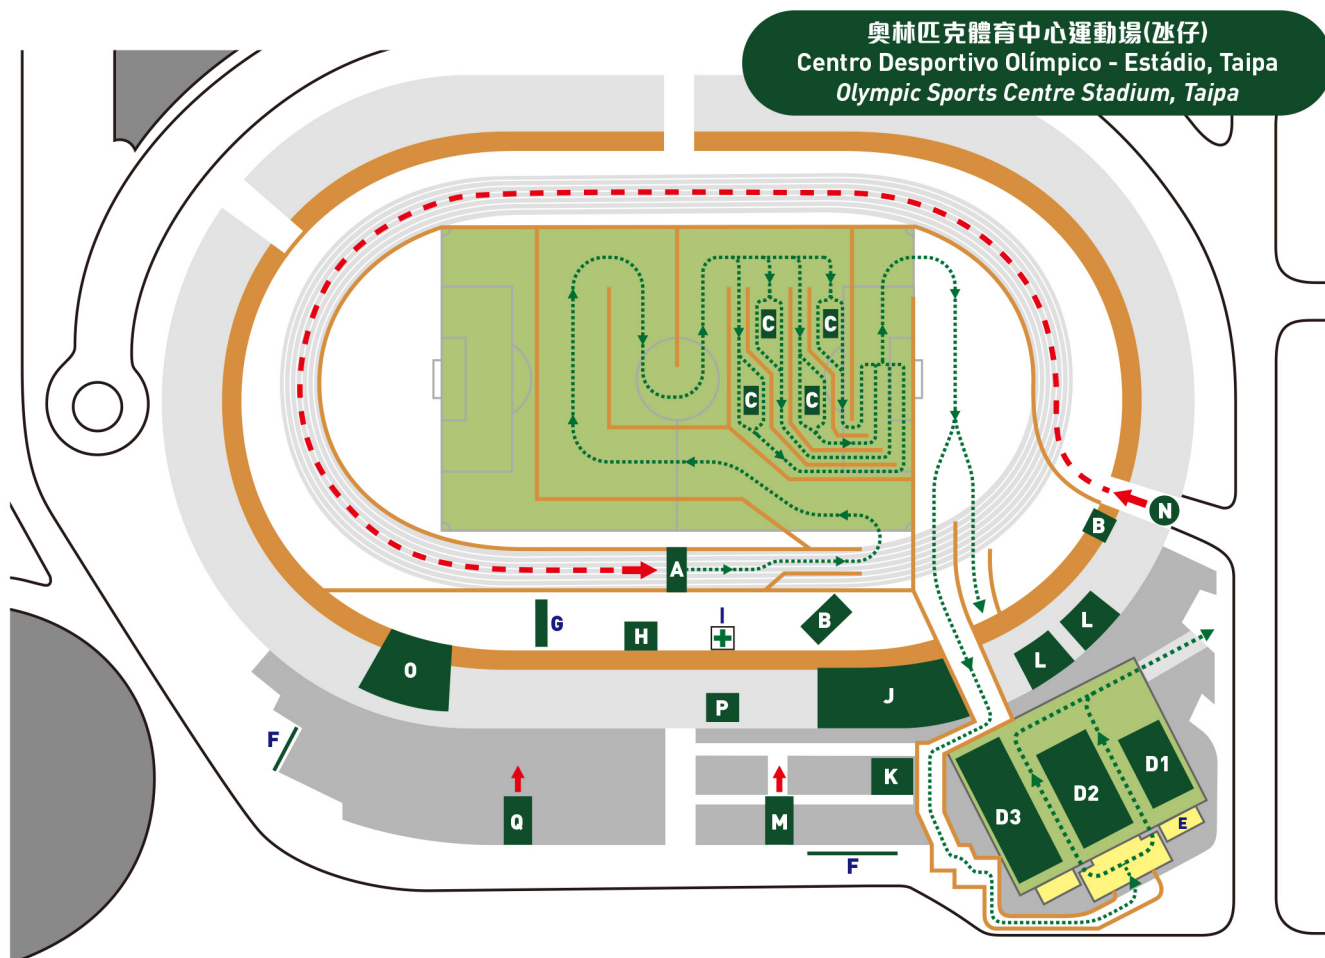 奧林匹克體育中心運動場(氹仔)
Centro Desportivo Olímpico - Estádio, Taipa
Olympic Sports Centre Stadium, Taipa
C
C
C
C
N
B
A
I
G
H
B
L
O
L
J
P
F
D1
K
D2
D3
Q
M
E
F